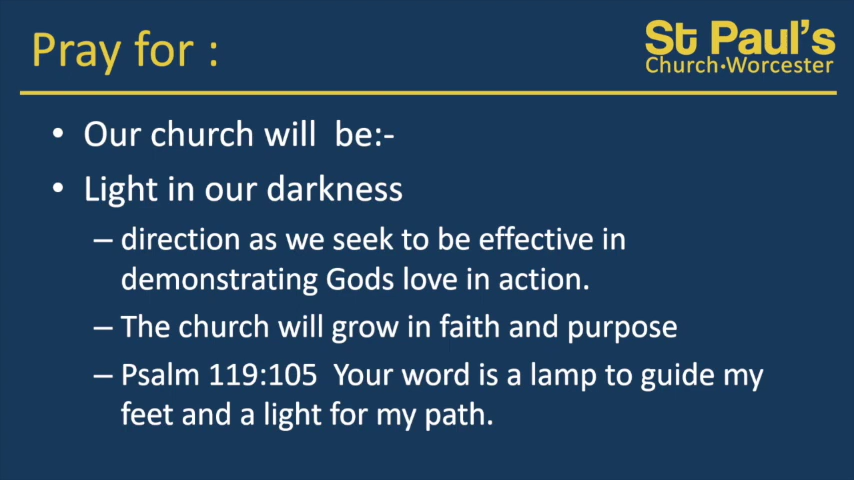 Pray for :
St Paul's
Church•Worcester
• Our church will be:-
• Light in our darkness
– direction as we seek to be effective in
demonstrating Gods love in action.
– The church will grow in faith and purpose
– Psalm 119:105 Your word is a lamp to guide my
feet and a light for my path.